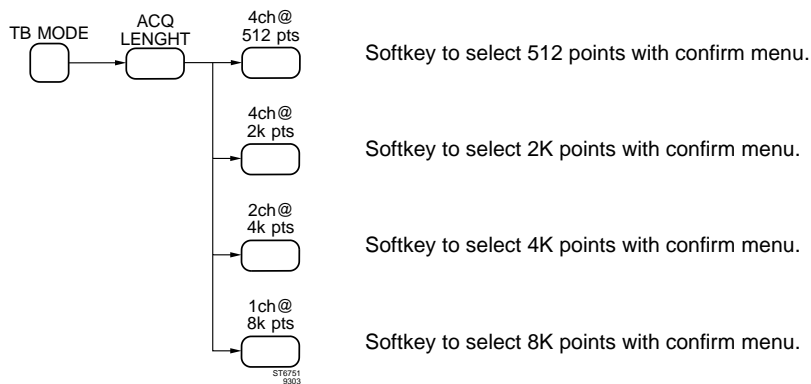 TB MODE
ACQ
LENGHT
4ch@
512 pts
Softkey to select 512 points with confirm menu.
4ch@
2k pts
Softkey to select 2K points with confirm menu.
2ch@
4k pts
Softkey to select 4K points with confirm menu.
1ch@
8k pts
Softkey to select 8K points with confirm menu.
ST6751
9303